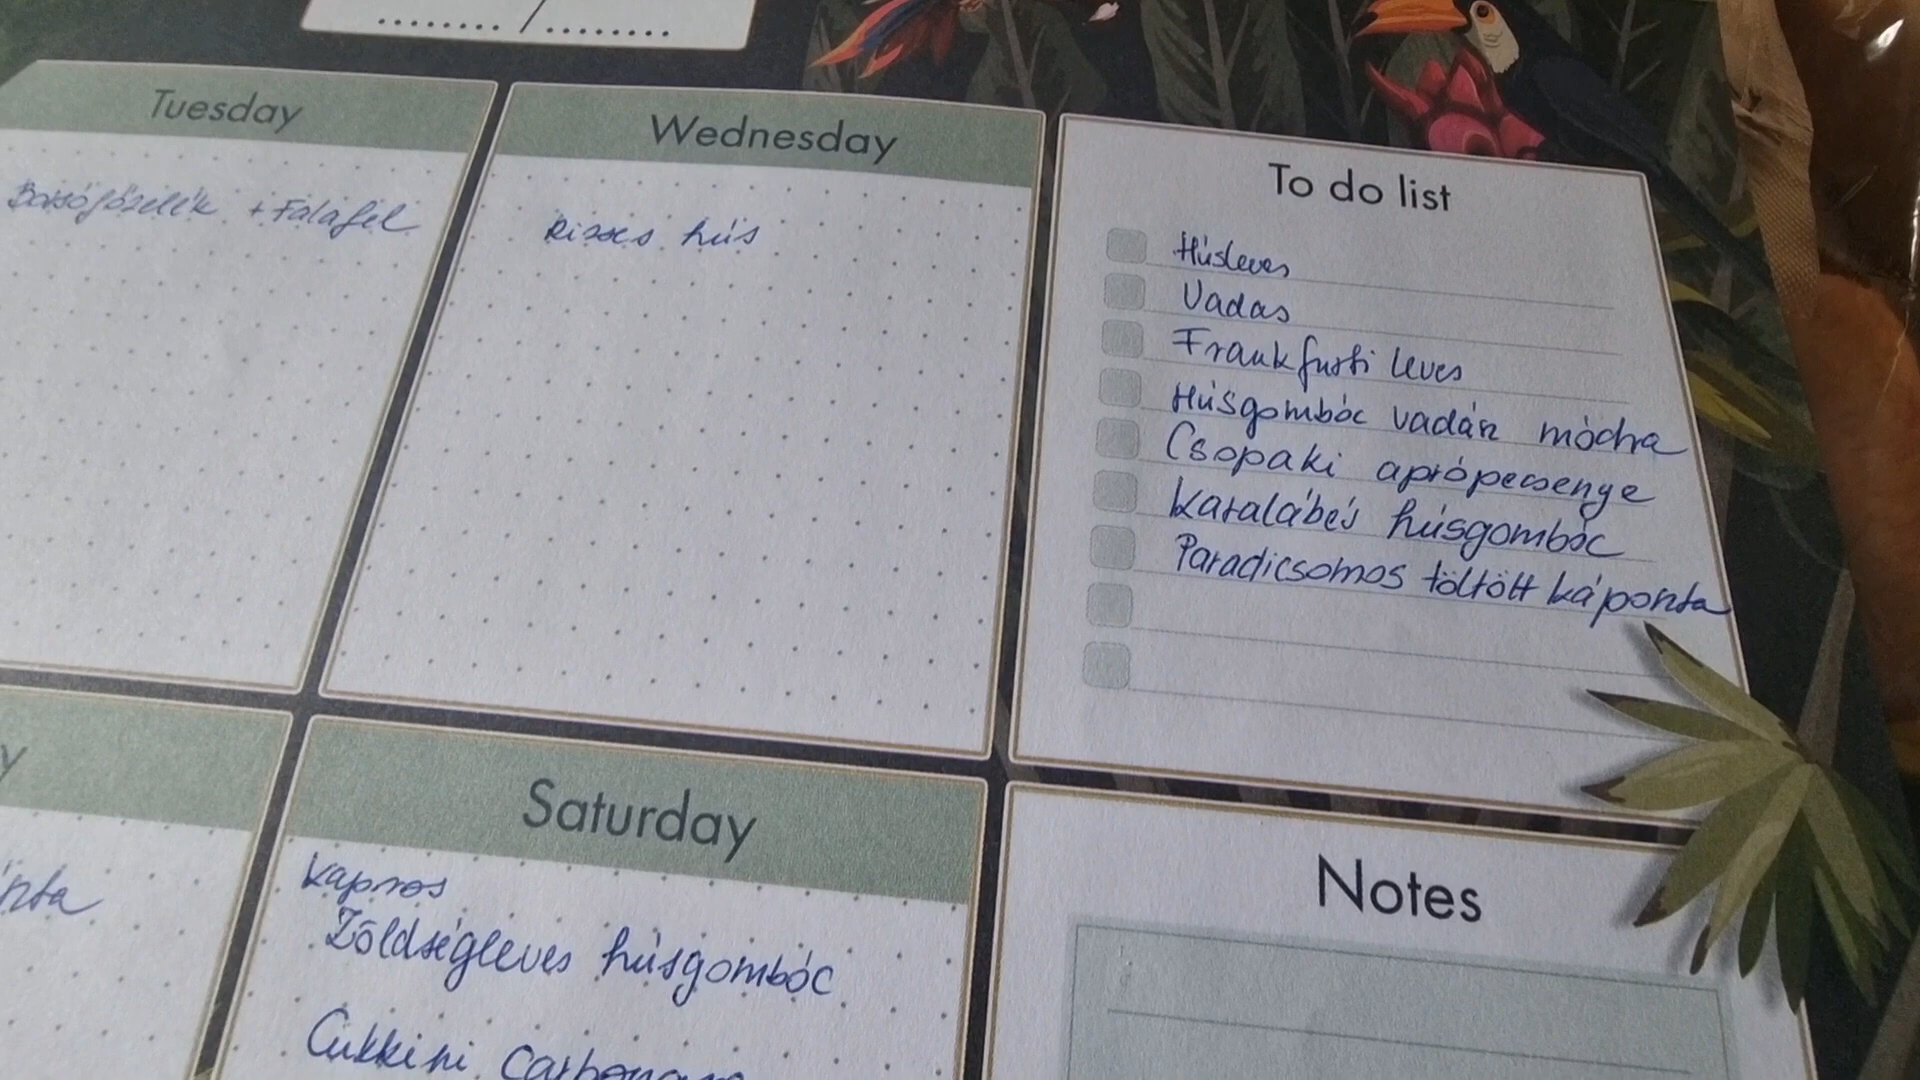 Tuesday
Borsófőzelék + Falafel
Wednesday
Rizses hús
To do list
Húsleves
Vadas
Frankfurti leves
Húsgombóc vadán módra
Csopaki aprópecsenye
Karalábés húsgombóc
Paradicsomos töltött káposzta
y
Saturday
Kapros
Zöldségleves húsgombóc
Cukkini
Notes